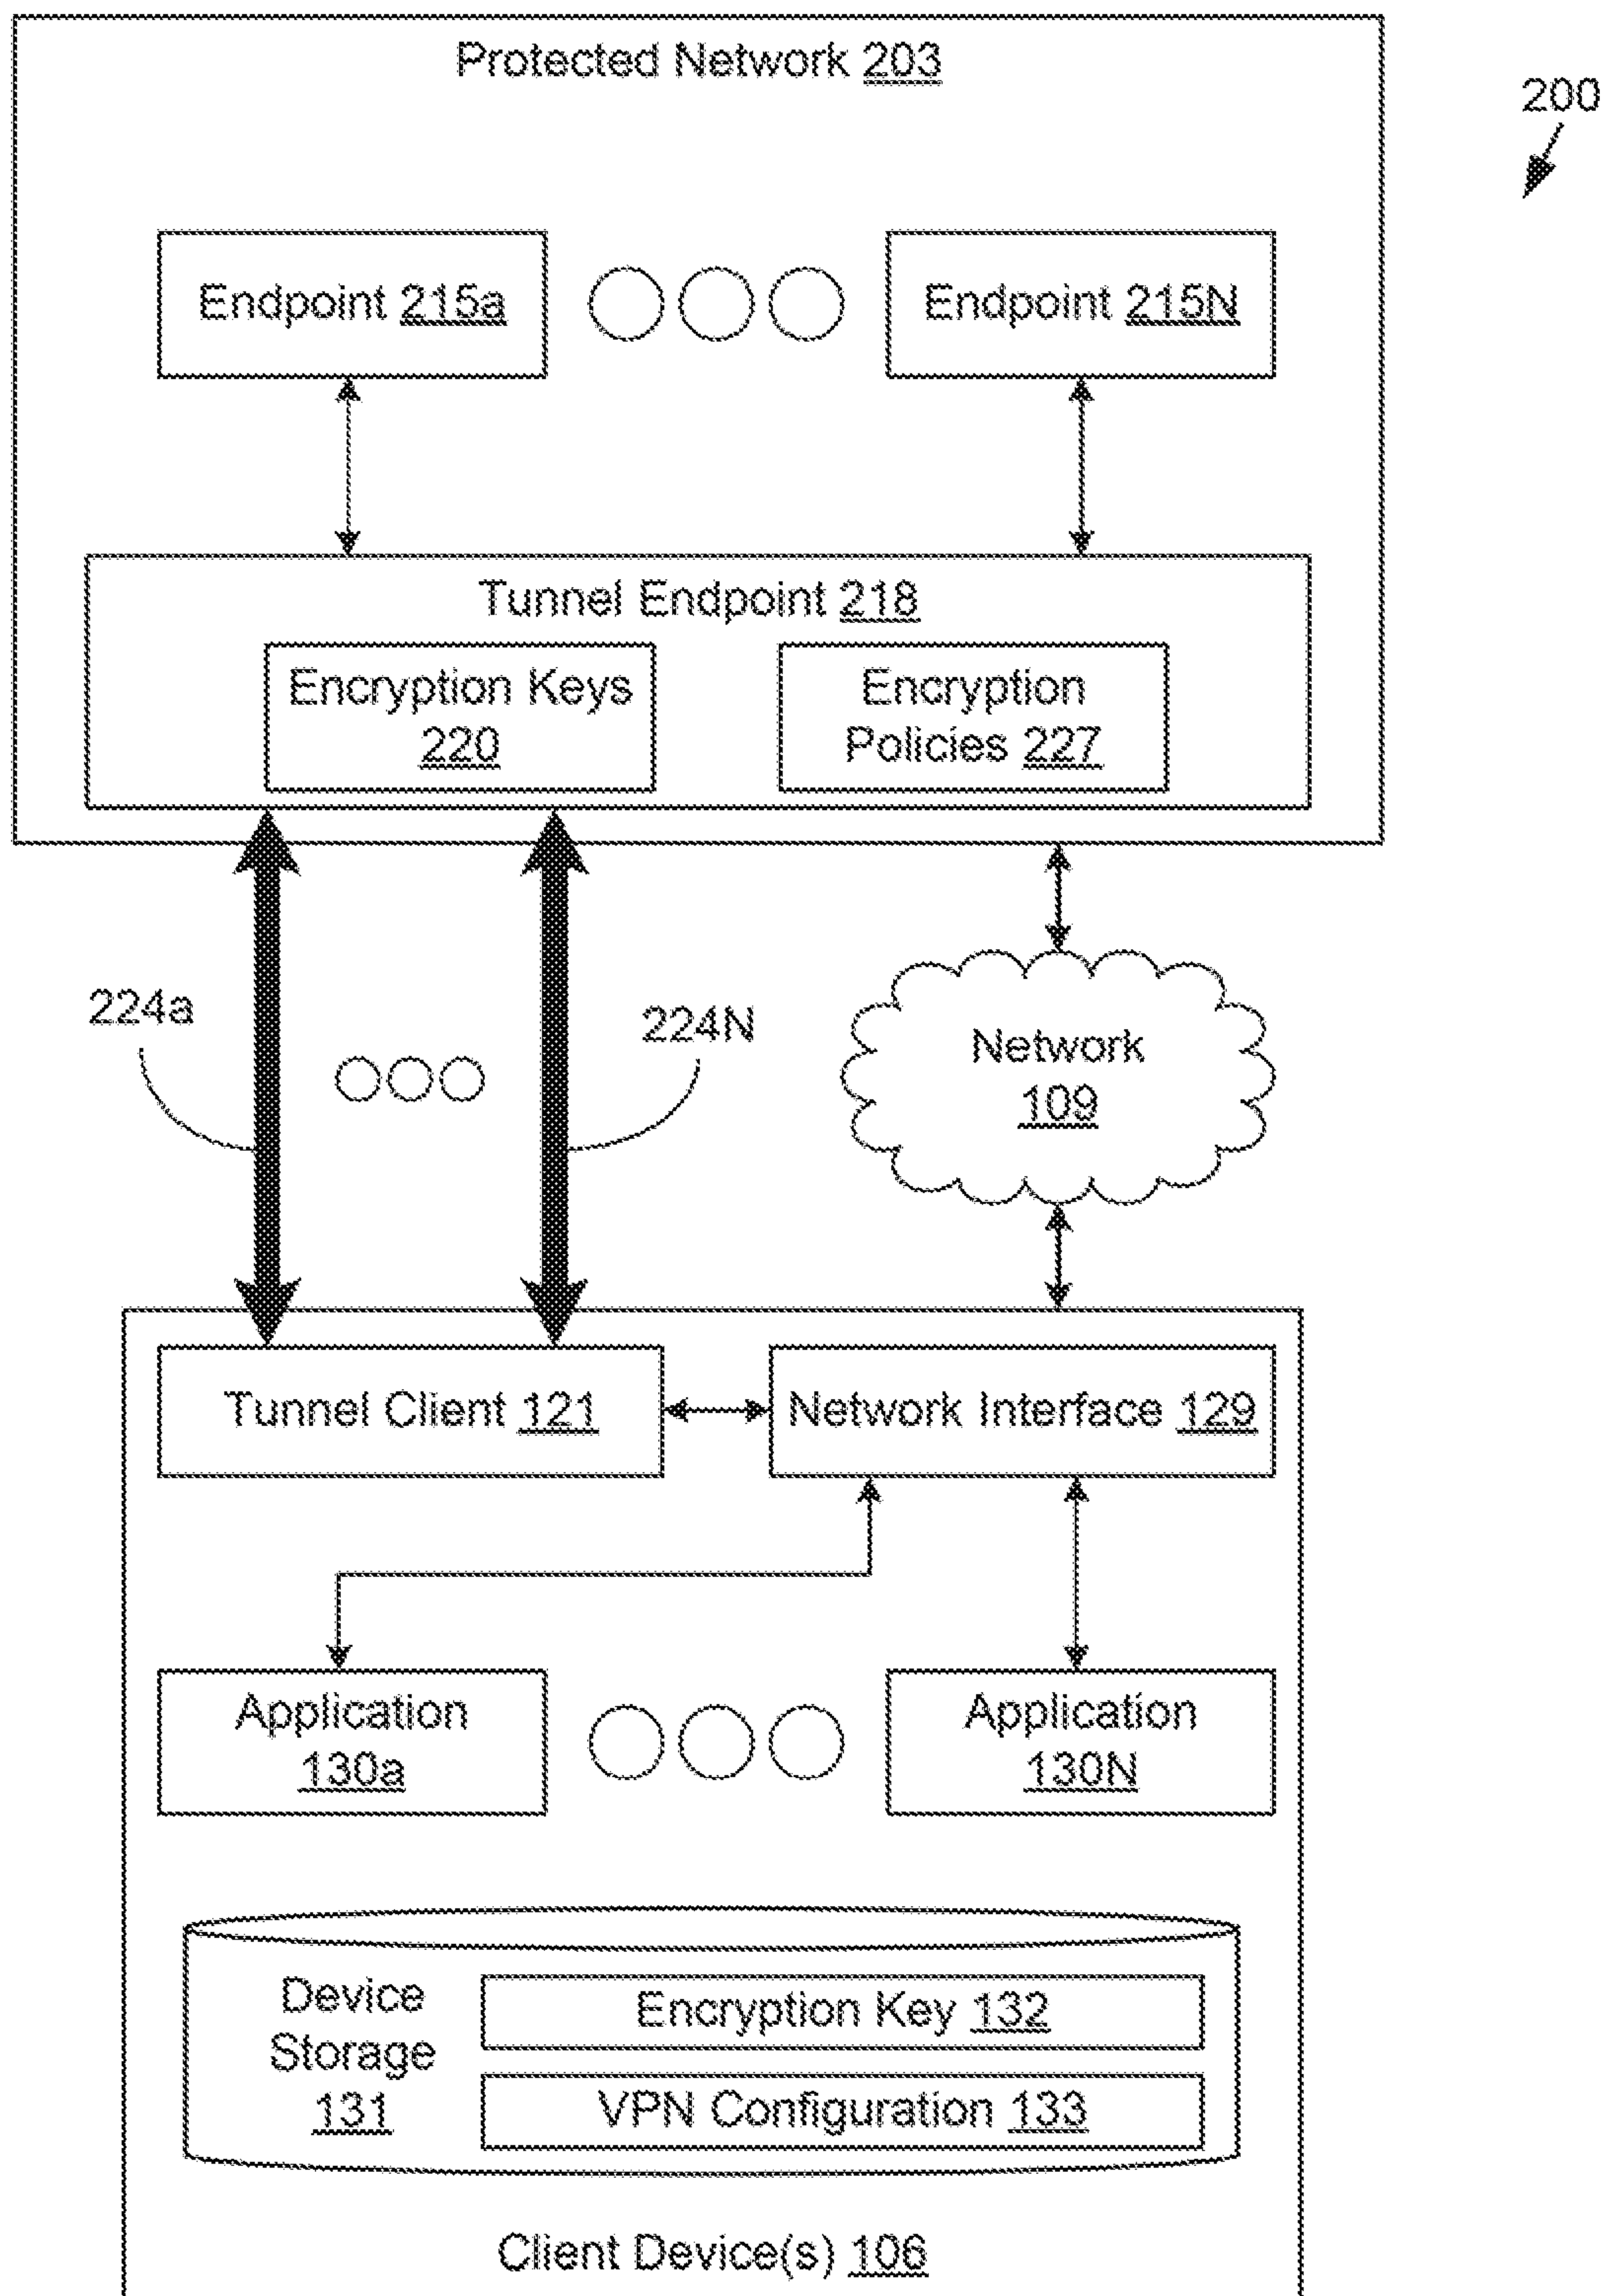 Protected Network 203
200
Endpoint 215a
Endpoint 215N
Tunnel Endpoint 218
Encryption Keys
220
Encryption
Policies 227
224a
224N
Network
109
Tunnel Client 121
Network Interface 129
Application
130a
Application
130N
Device
Storage
131
Encryption Key 132
VPN Configuration 133
Client Device(s) 106